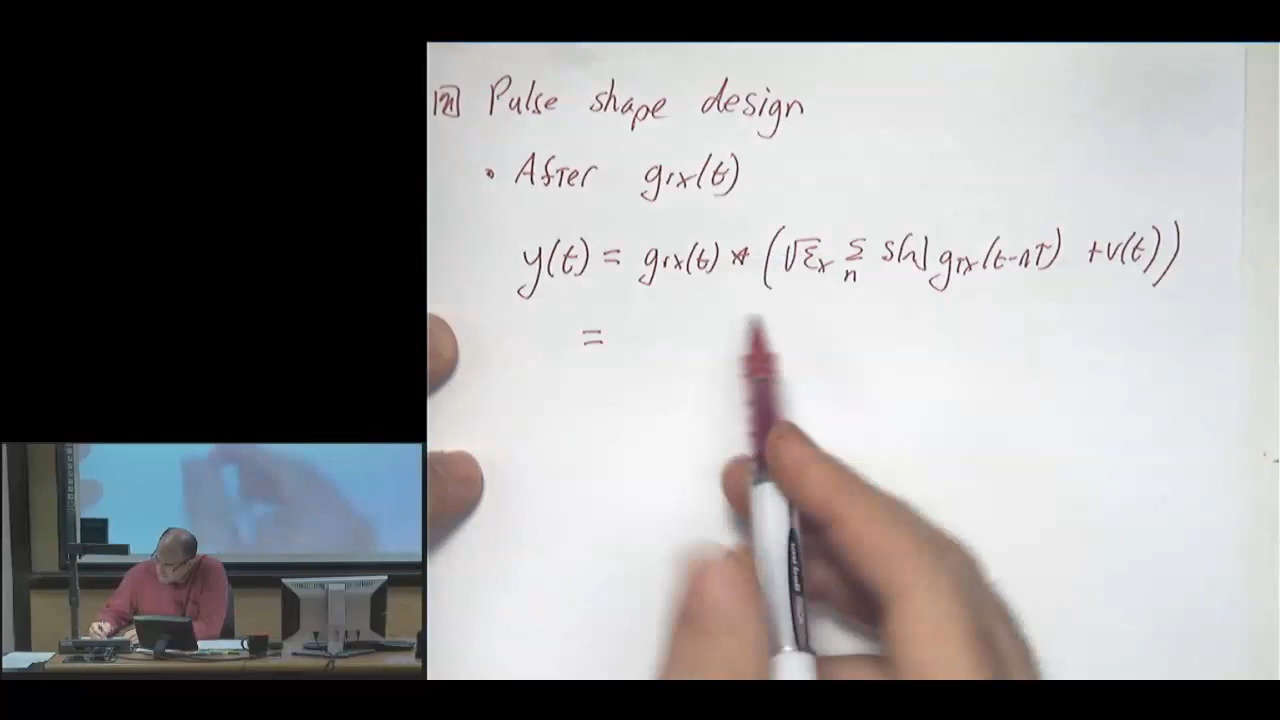 Pulse shape design
• After grx(t)
y(t) = grx(t) * (√Ex Σn s[n] gtx(t-nT) + v(t))
=